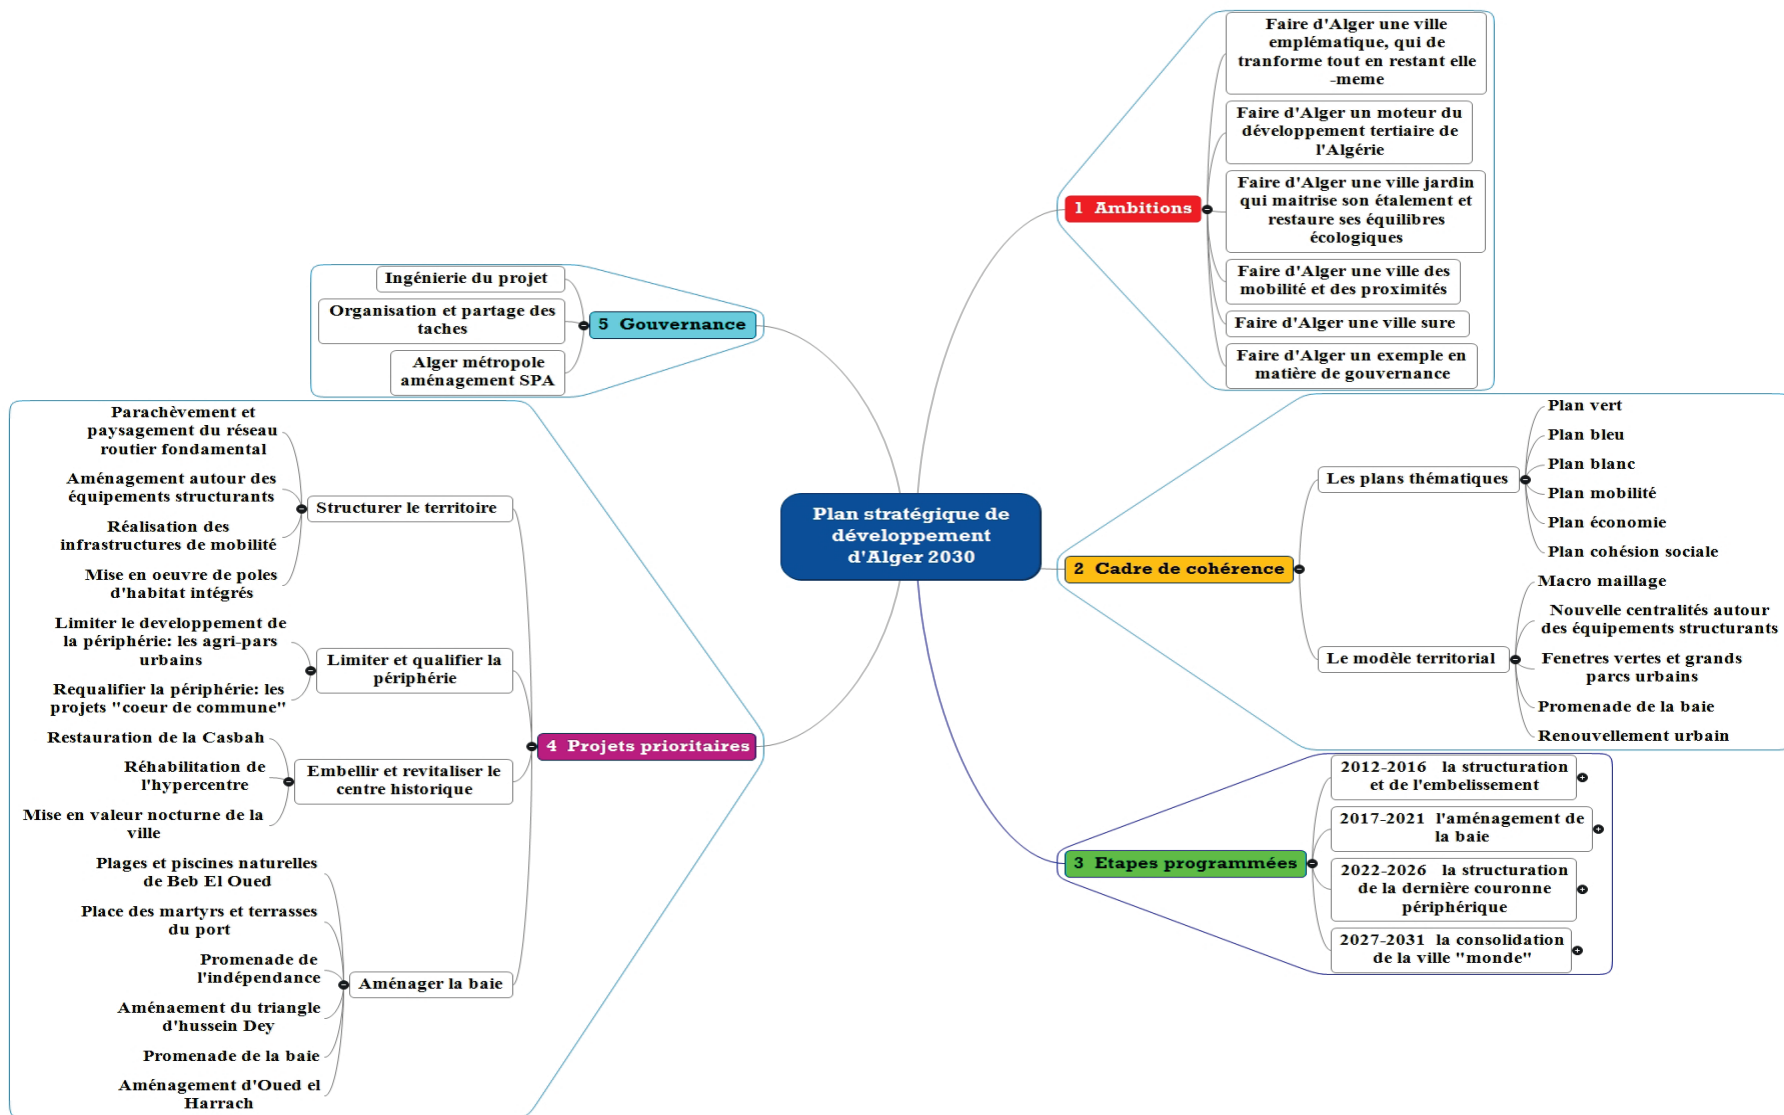 Plan stratégique de
développement
d'Alger 2030
1 Ambitions
Faire d'Alger une ville
emplématique, qui de
tranforme tout en restant elle
-meme
Faire d'Alger un moteur du
développement tertiaire de
l'Algérie
Faire d'Alger une ville jardin
qui maitrise son étalement et
restaure ses équilibres
écologiques
Faire d'Alger une ville des
mobilité et des proximités
Faire d'Alger une ville sure
Faire d'Alger un exemple en
matière de gouvernance
2 Cadre de cohérence
Les plans thématiques
Plan vert
Plan bleu
Plan blanc
Plan mobilité
Plan économie
Plan cohésion sociale
Le modèle territorial
Macro maillage
Nouvelle centralités autour
des équipements structurants
Fenetres vertes et grands
parcs urbains
Promenade de la baie
Renouvellement urbain
3 Etapes programmées
2012-2016 la structuration
et de l'embelissement
2017-2021 l'aménagement de
la baie
2022-2026 la structuration
de la dernière couronne
périphérique
2027-2031 la consolidation
de la ville "monde"
4 Projets prioritaires
Structurer le territoire
Parachèvement et
paysagement du réseau
routier fondamental
Aménagement autour des
équipements structurants
Réalisation des
infrastructures de mobilité
Mise en oeuvre de poles
d'habitat intégrés
Limiter et qualifier la
périphérie
Limiter le developpement de
la périphérie: les agri-pars
urbains
Requalifier la périphérie: les
projets "coeur de commune"
Embellir et revitaliser le
centre historique
Restauration de la Casbah
Réhabilitation de
l'hypercentre
Mise en valeur nocturne de la
ville
Aménager la baie
Plages et piscines naturelles
de Beb El Oued
Place des martyrs et terrasses
du port
Promenade de
l'indépendance
Aménaement du triangle
d'hussein Dey
Promenade de la baie
Aménagement d'Oued el
Harrach
5 Gouvernance
Ingénierie du projet
Organisation et partage des
taches
Alger métropole
aménagement SPA